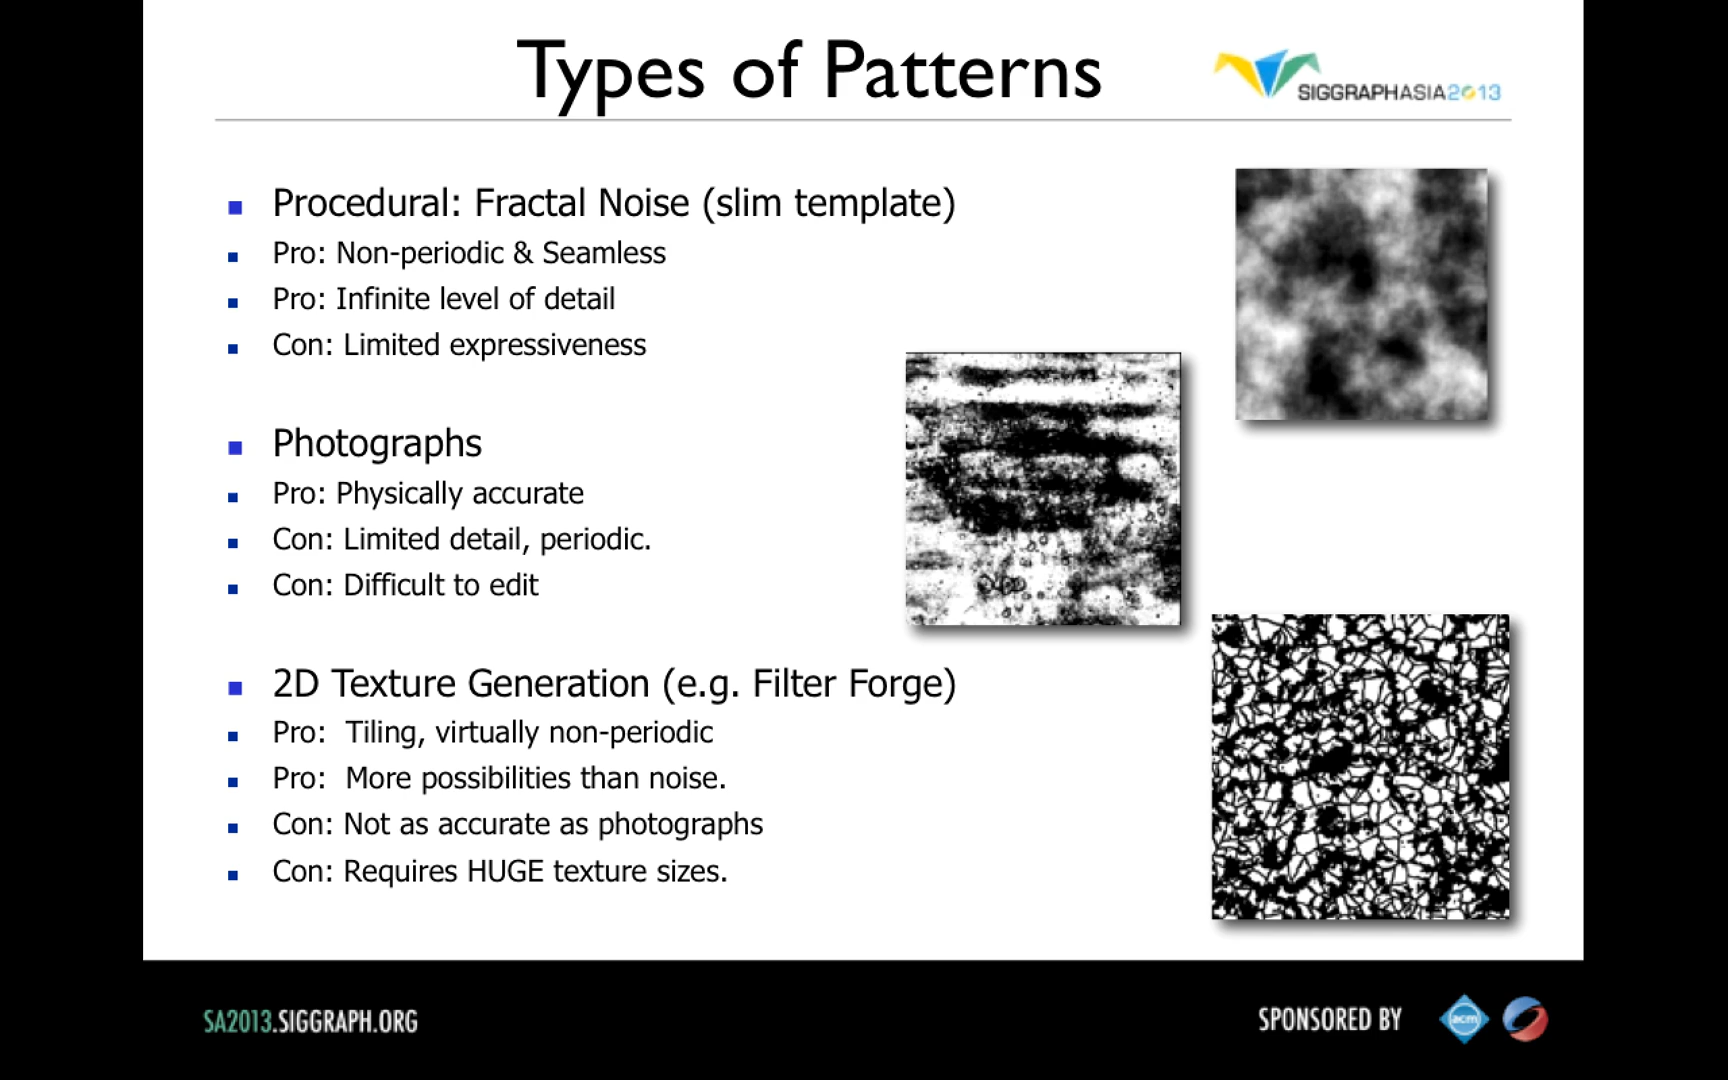 Types of Patterns
SIGGRAPHASIA2013
Procedural: Fractal Noise (slim template)
Pro: Non-periodic & Seamless
Pro: Infinite level of detail
Con: Limited expressiveness
Photographs
Pro: Physically accurate
Con: Limited detail, periodic.
Con: Difficult to edit
2D Texture Generation (e.g. Filter Forge)
Pro: Tiling, virtually non-periodic
Pro: More possibilities than noise.
Con: Not as accurate as photographs
Con: Requires HUGE texture sizes.
SA2013.SIGGRAPH.ORG
SPONSORED BY
acm